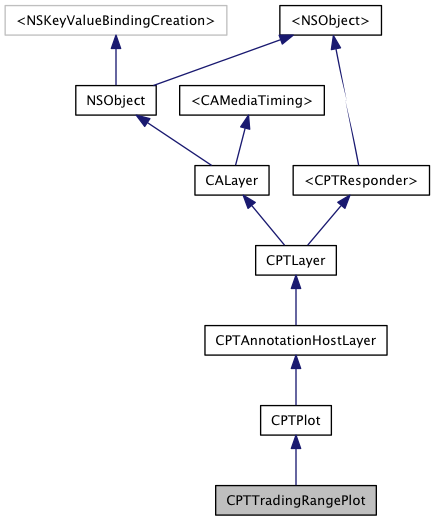 <NSKeyValueBindingCreation>
<NSObject>
NSObject
<CAMediaTiming>
CALayer
<CPTResponder>
CPTLayer
CPTAnnotationHostLayer
CPTPlot
CPTTradingRangePlot